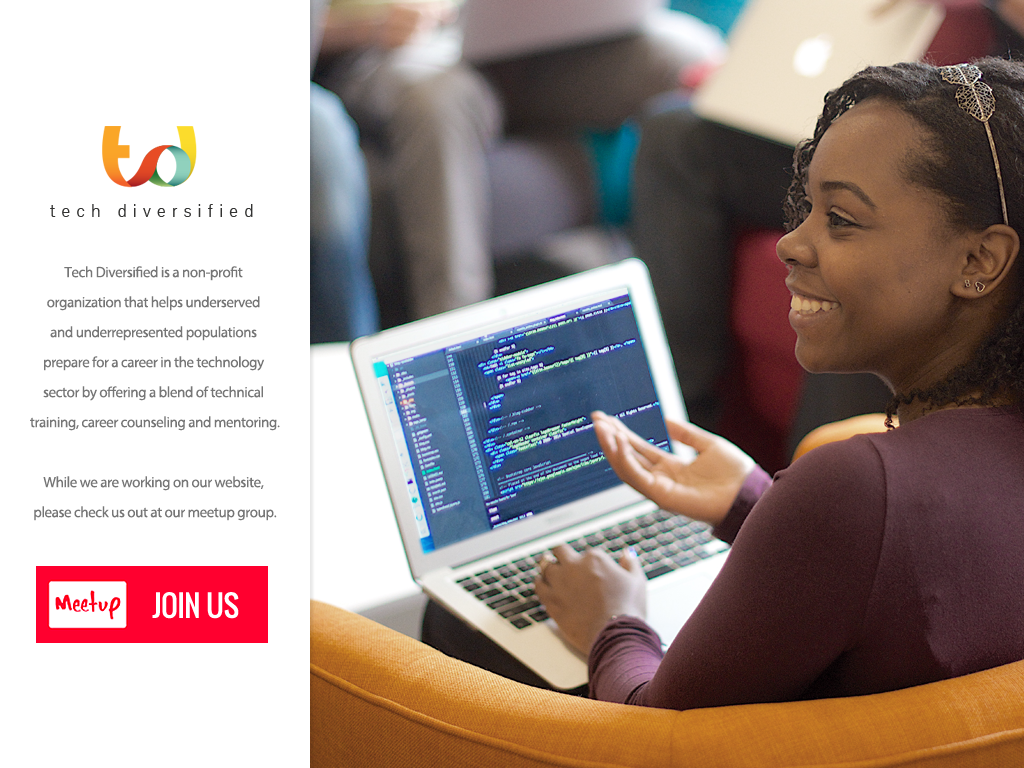 td
tech diversified
Tech Diversified is a non-profit
organization that helps underserved
and underrepresented populations
prepare for a career in the technology
sector by offering a blend of technical
training, career counseling and mentoring.
While we are working on our website,
please check us out at our meetup group.
Meetup JOIN US